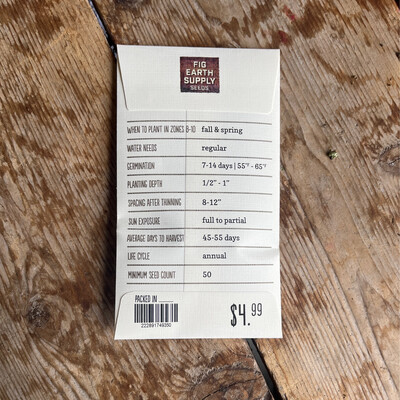 FIG
EARTH
SUPPLY
SEEDS
WHEN TO PLANT IN ZONES 8-10 fall & spring
WATER NEEDS regular
GERMINATION 7-14 days | 55°F - 65°F
PLANTING DEPTH 1/2" - 1"
SPACING AFTER THINNING 8-12"
SUN EXPOSURE full to partial
AVERAGE DAYS TO HARVEST 45-55 days
LIFE CYCLE annual
MINIMUM SEED COUNT 50
PACKED IN
$4.99